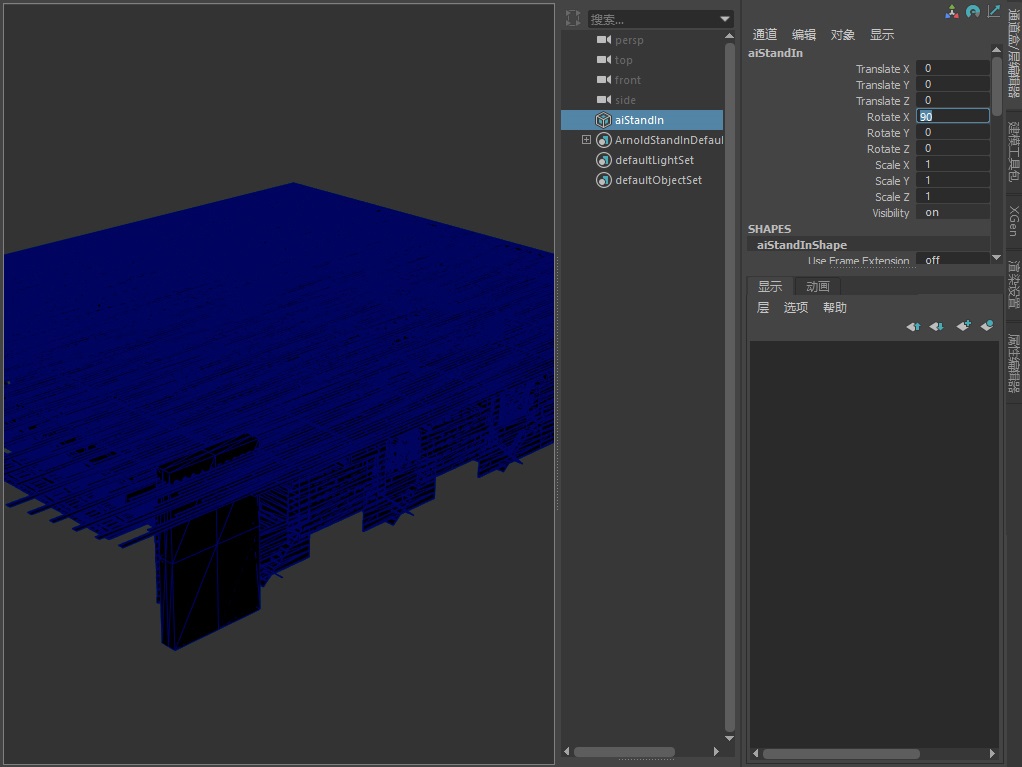 搜索...
persp
top
front
side
aiStandIn
ArnoldStandInDefaul
defaultLightSet
defaultObjectSet
通道 编辑 对象 显示
aiStandIn
Translate X 0
Translate Y 0
Translate Z 0
Rotate X 90
Rotate Y 0
Rotate Z 0
Scale X 1
Scale Y 1
Scale Z 1
Visibility on
SHAPES
aiStandInShape
Use Frame Extension off
显示 动画
层 选项 帮助
通道盒/层编辑器
建模工具包
XGen
渲染设置
属性编辑器